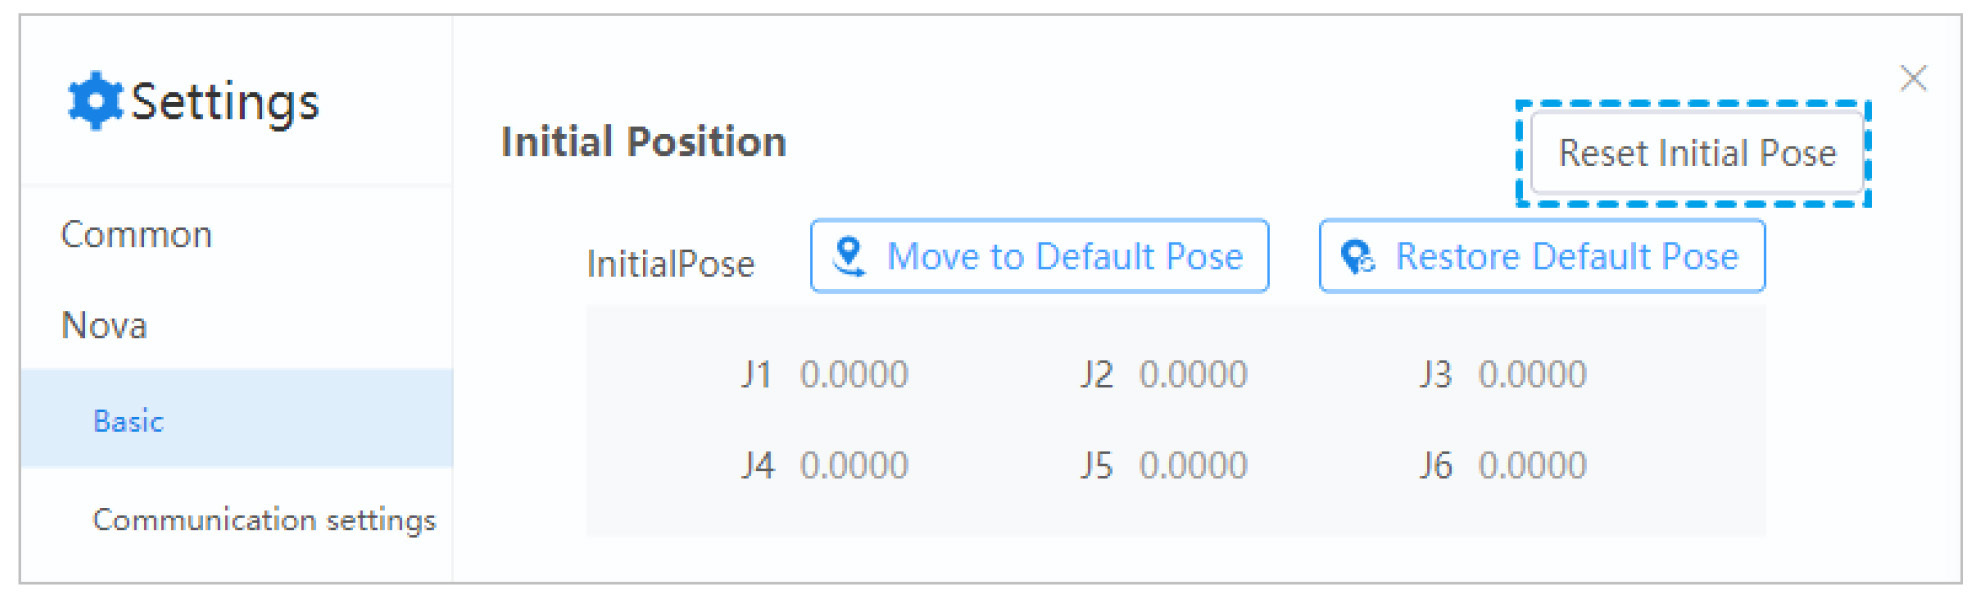 Settings
Common
Nova
Basic
Communication settings
Initial Position
Reset Initial Pose
InitialPose Move to Default Pose Restore Default Pose
J1 0.0000 J2 0.0000 J3 0.0000
J4 0.0000 J5 0.0000 J6 0.0000